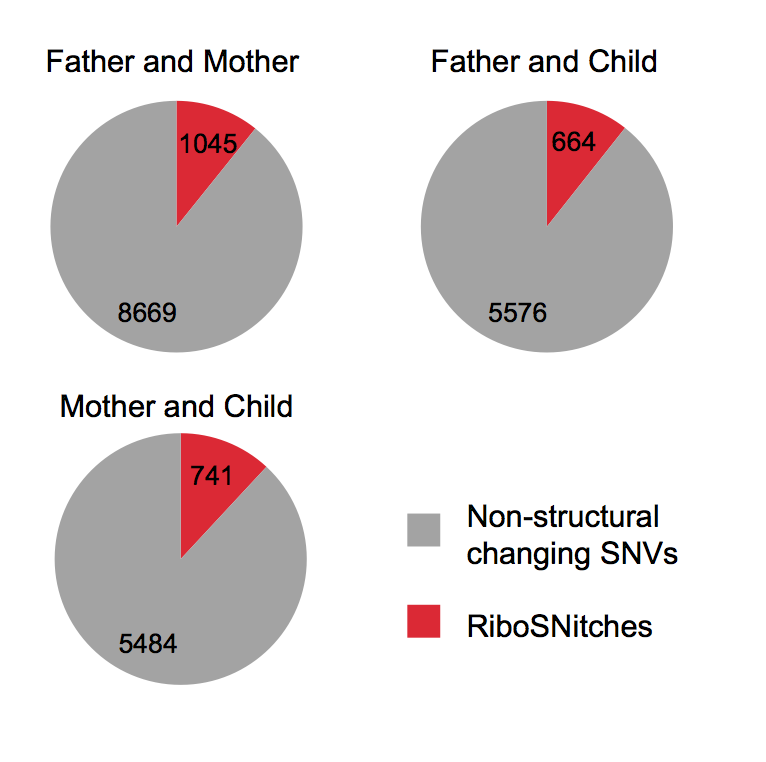 Father and Mother
1045
8669
Father and Child
664
5576
Mother and Child
741
5484
Non-structural
changing SNVs
RiboSNitches